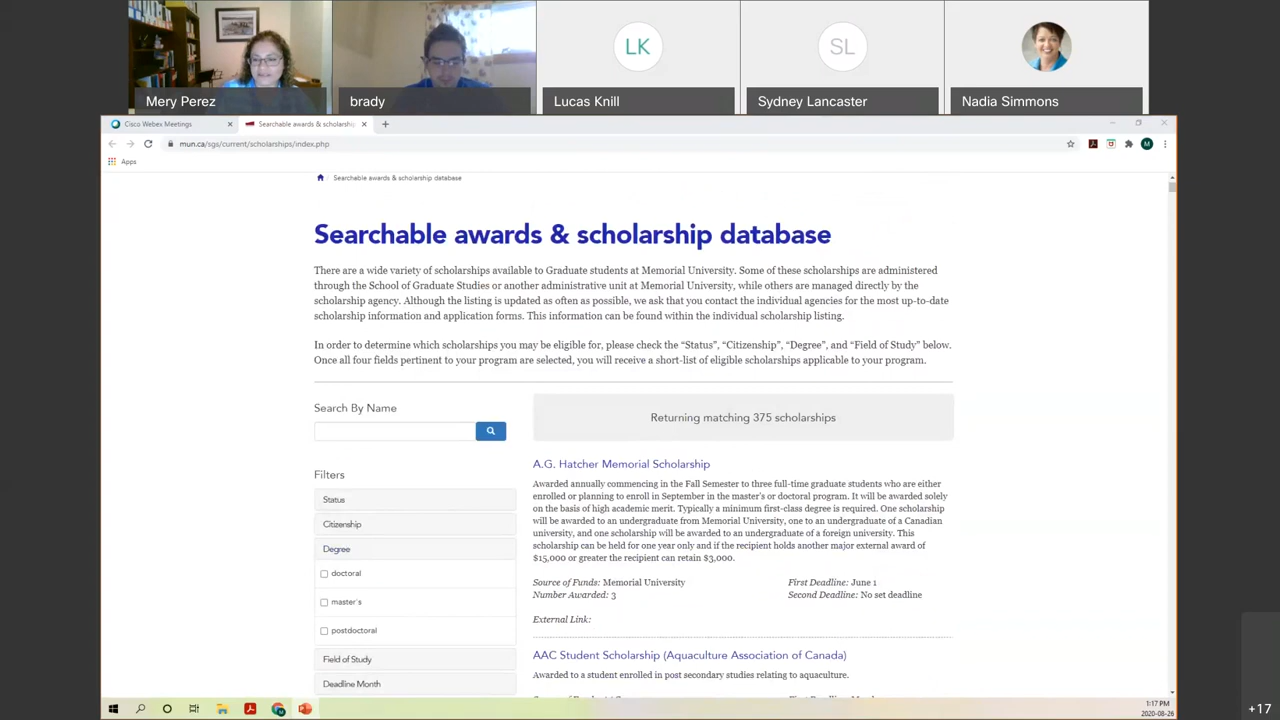 LK
SL
Mery Perez
brady
Lucas Knill
Sydney Lancaster
Nadia Simmons
Cisco Webex Meetings
Searchable awards & scholarship
mun.ca/sgs/current/scholarships/index.php
M
Apps
Searchable awards & scholarship database
Searchable awards & scholarship database
There are a wide variety of scholarships available to Graduate students at Memorial University. Some of these scholarships are administered
through the School of Graduate Studies or another administrative unit at Memorial University, while others are managed directly by the
scholarship agency. Although the listing is updated as often as possible, we ask that you contact the individual agencies for the most up-to-date
scholarship information and application forms. This information can be found within the individual scholarship listing.
In order to determine which scholarships you may be eligible for, please check the “Status”, “Citizenship”, “Degree”, and “Field of Study” below.
Once all four fields pertinent to your program are selected, you will receive a short-list of eligible scholarships applicable to your program.
Search By Name
Returning matching 375 scholarships
Filters
Status
Citizenship
Degree
doctoral
master's
postdoctoral
Field of Study
Deadline Month
A.G. Hatcher Memorial Scholarship
Awarded annually commencing in the Fall Semester to three full-time graduate students who are either
enrolled or planning to enroll in September in the master's or doctoral program. It will be awarded solely
on the basis of high academic merit. Typically a minimum first-class degree is required. One scholarship
will be awarded to an undergraduate from Memorial University, one to an undergraduate of a Canadian
university, and one scholarship will be awarded to an undergraduate of a foreign university. This
scholarship can be held for one year only and if the recipient holds another major external award of
$15,000 or greater the recipient can retain $3,000.
Source of Funds: Memorial University
First Deadline: June 1
Number Awarded: 3
Second Deadline: No set deadline
External Link:
AAC Student Scholarship (Aquaculture Association of Canada)
Awarded to a student enrolled in post secondary studies relating to aquaculture.
1:17 PM
2020-08-26
+17